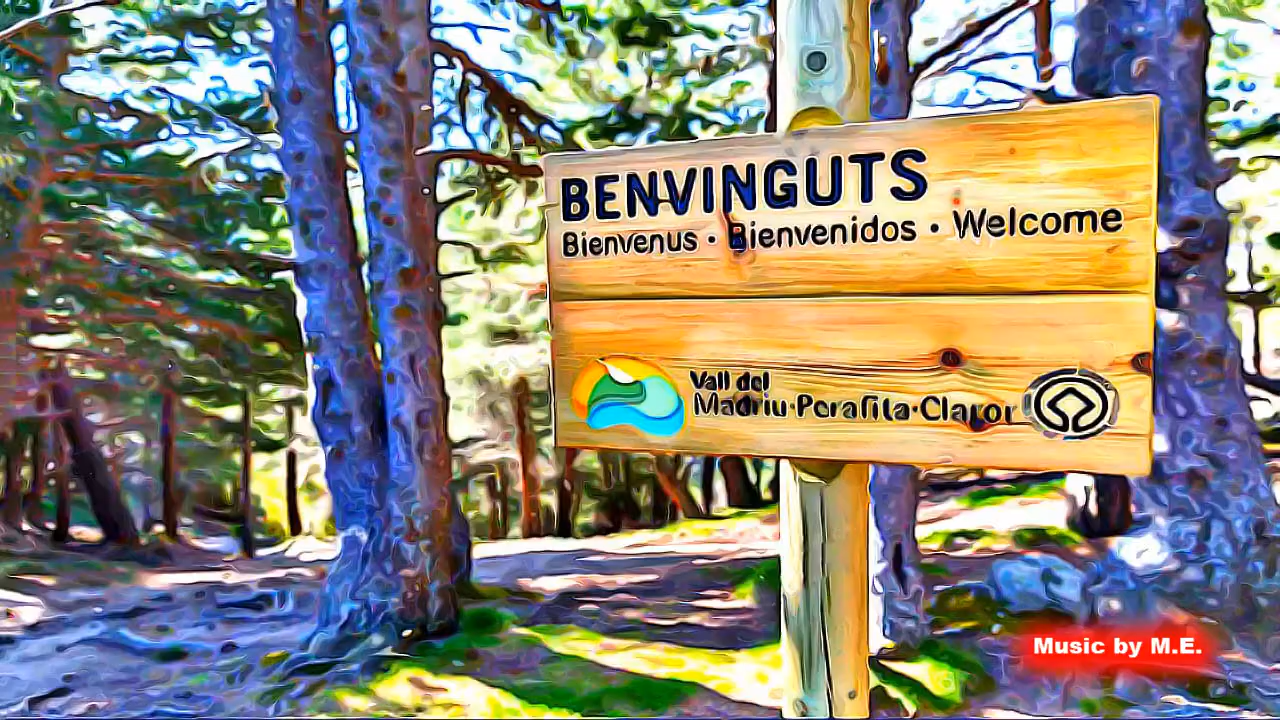 BENVINGUTS
Bienvenus · Bienvenidos · Welcome
Vall del
Madriu·Perafita·Claror
Music by M.E.